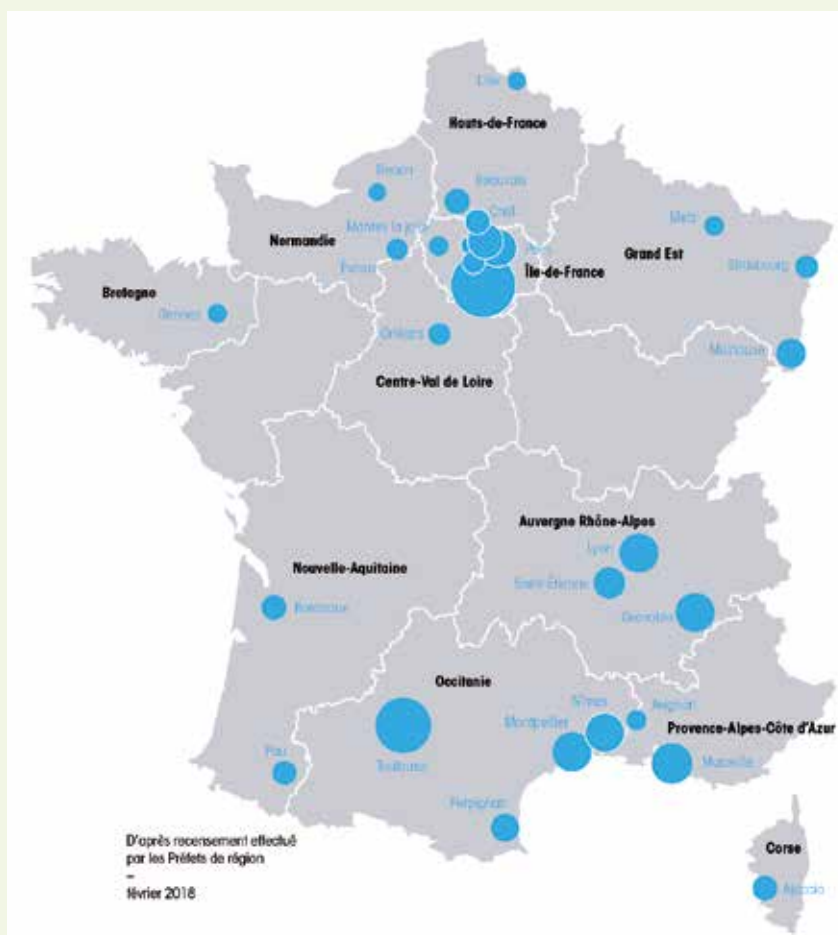 Lille
Hauts-de-France
Rouen
Beauvais
Creil
Mantes la Jolie
Normandie
Metz
Grand Est
Paris
Île-de-France
Strasbourg
Bretagne
Rennes
Orléans
Mulhouse
Centre-Val de Loire
Auvergne Rhône-Alpes
Lyon
Nouvelle-Aquitaine
Saint-Étienne
Bordeaux
Grenoble
Occitanie
Nîmes
Avignon
Montpellier
Provence-Alpes-Côte d'Azur
Pau
Toulouse
Marseille
Perpignan
D'après recensement effectué
par les Préfets de région
–
février 2018
Corse
Ajaccio